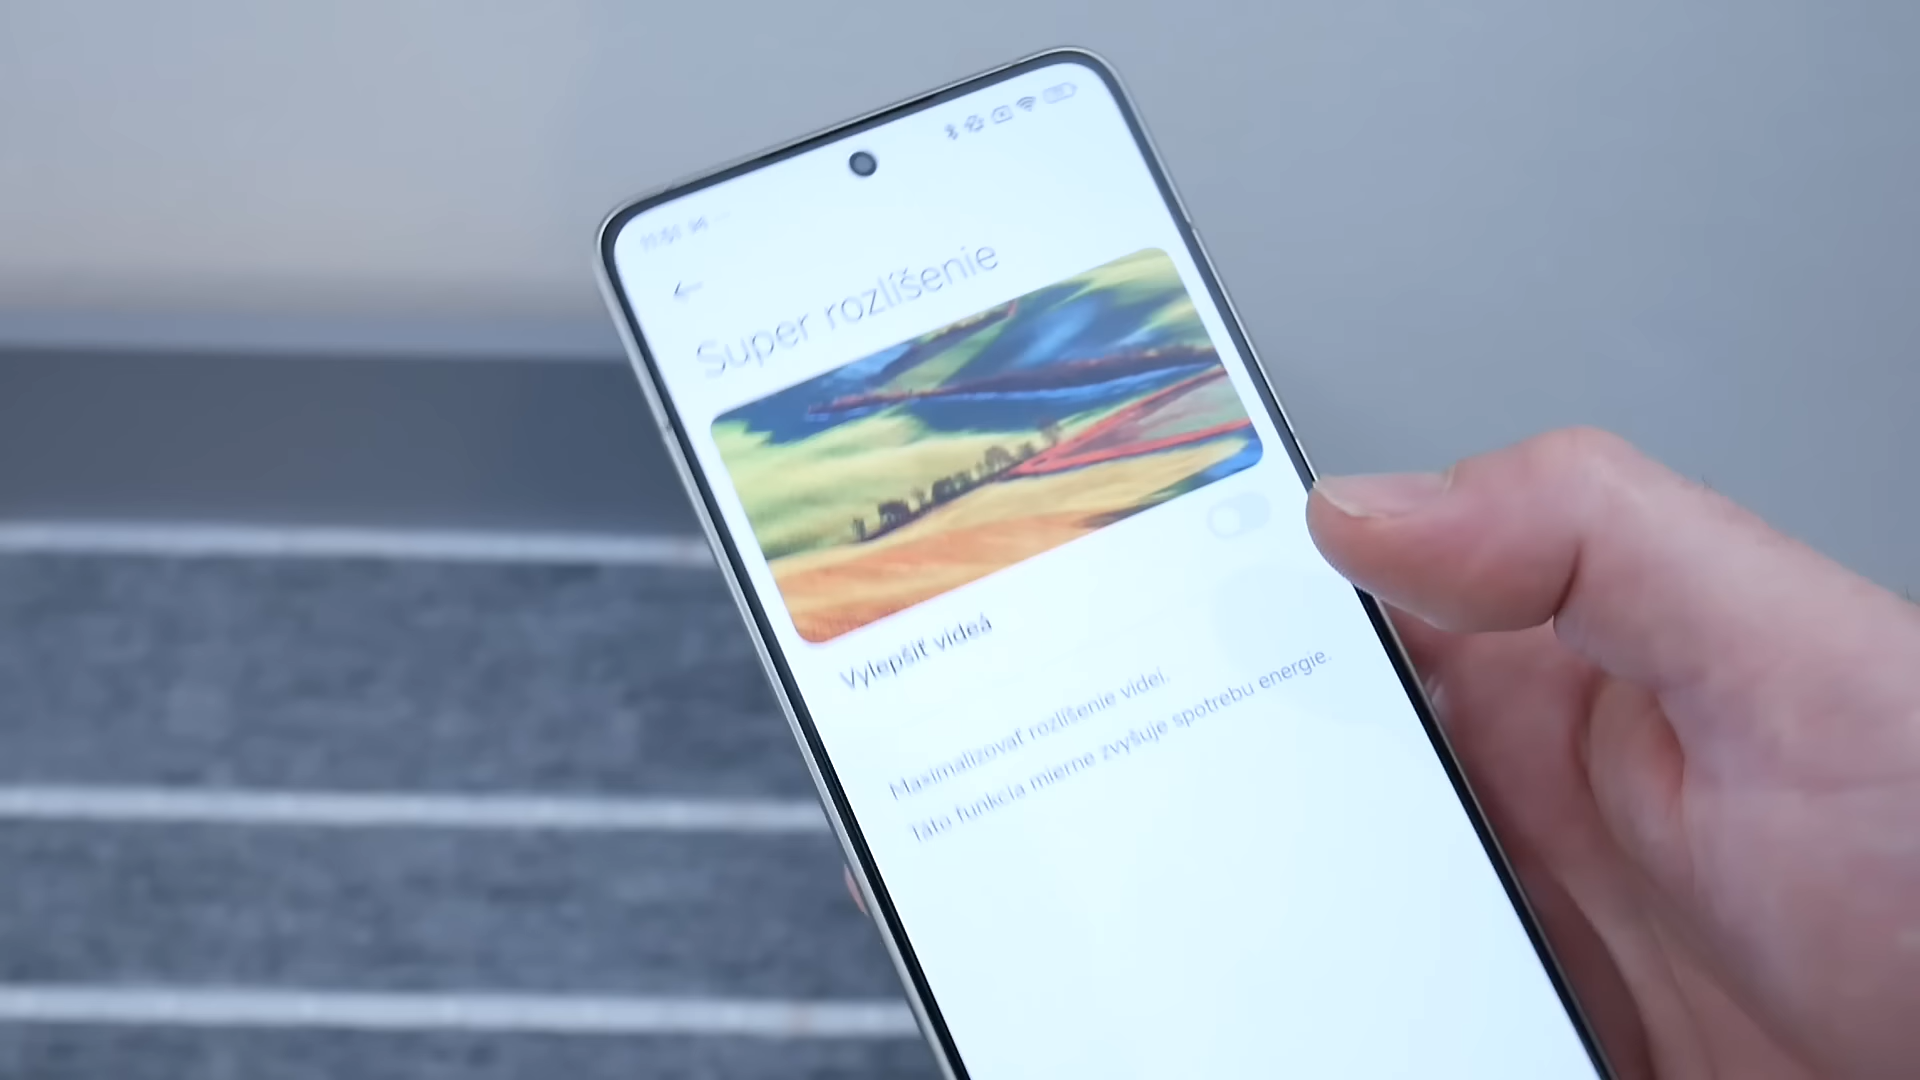 Super rozlíšenie
Vylepšiť videá
Maximalizovať rozlíšenie videí.
Táto funkcia mierne zvyšuje spotrebu energie.